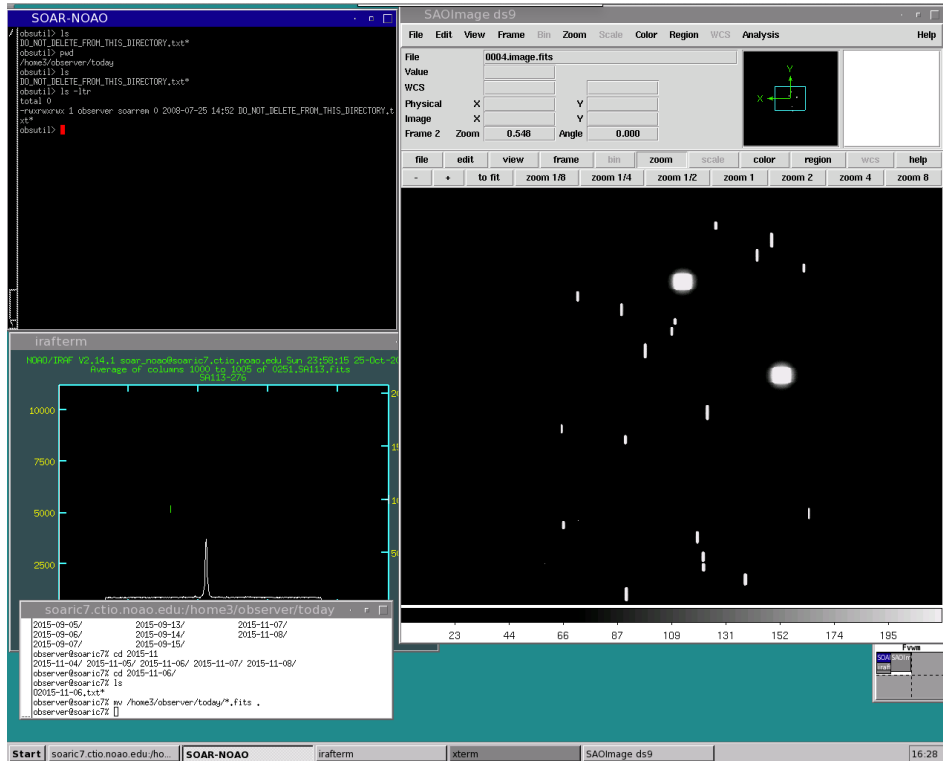 SOAR-NOAO
obsutil> ls
DO_NOT_DELETE_FROM_THIS_DIRECTORY.txt*
obsutil> pwd
/home3/observer/today
obsutil> ls
DO_NOT_DELETE_FROM_THIS_DIRECTORY.txt*
obsutil> ls -ltr
total 0
-rwxrwxrwx 1 observer soarrem 0 2008-07-25 14:52 DO_NOT_DELETE_FROM_THIS_DIRECTORY.t
xt*
obsutil>
SAOImage ds9
File Edit View Frame Bin Zoom Scale Color Region WCS Analysis Help
File 0004.image.fits
Value
WCS
Physical X Y
Image X Y
Frame 2 Zoom 0.548 Angle 0.000
Y
X
file edit view frame bin zoom scale color region wcs help
- + to fit zoom 1/8 zoom 1/4 zoom 1/2 zoom 1 zoom 2 zoom 4 zoom 8
23 44 66 87 109 131 152 174 195
irafterm
NOAO/IRAF V2.14.1 soar_noao@soaric7.ctio.noao.edu Sun 23:58:15 25-Oct-20
Average of columns 1000 to 1005 of 0251.SA113.fits
SA113-276
10000
7500
5000
2500
soaric7.ctio.noao.edu:/home3/observer/today
2015-09-05/ 2015-09-13/ 2015-11-07/
2015-09-06/ 2015-09-14/ 2015-11-08/
2015-09-07/ 2015-09-15/
observer@soaric7% cd 2015-11
2015-11-04/ 2015-11-05/ 2015-11-06/ 2015-11-07/ 2015-11-08/
observer@soaric7% cd 2015-11-06/
observer@soaric7% ls
02015-11-06.txt*
observer@soaric7% mv /home3/observer/today/*.fits .
observer@soaric7%
Fvwm
SOA SAOIm
iraf
Start soaric7.ctio.noao.edu:/ho... SOAR-NOAO irafterm xterm SAOImage ds9 16:28